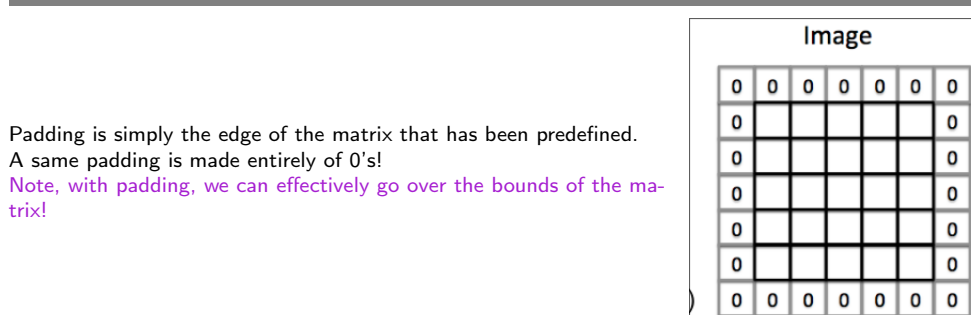 Padding is simply the edge of the matrix that has been predefined.
A same padding is made entirely of 0's!
Note, with padding, we can effectively go over the bounds of the ma-
trix!
Image
0 0 0 0 0 0 0
0 0
0 0
0 0
0 0
0 0
) 0 0 0 0 0 0 0